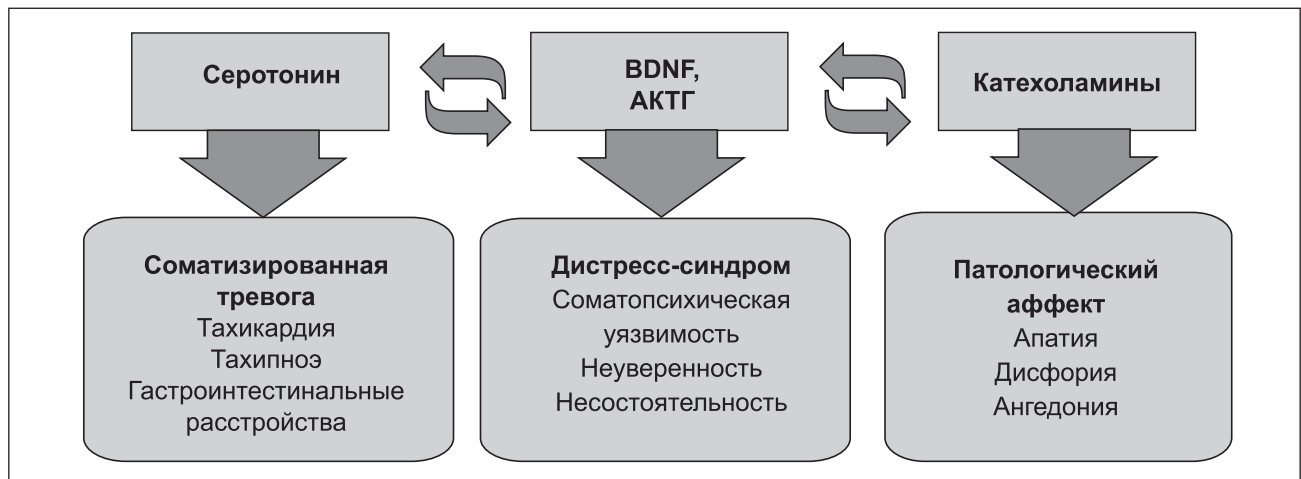 Серотонин
BDNF,
АКТГ
Катехоламины
Соматизированная
тревога
Тахикардия
Тахипноэ
Гастроинтестинальные
расстройства
Дистресс-синдром
Соматопсихическая
уязвимость
Неуверенность
Несостоятельность
Патологический
аффект
Апатия
Дисфория
Ангедония